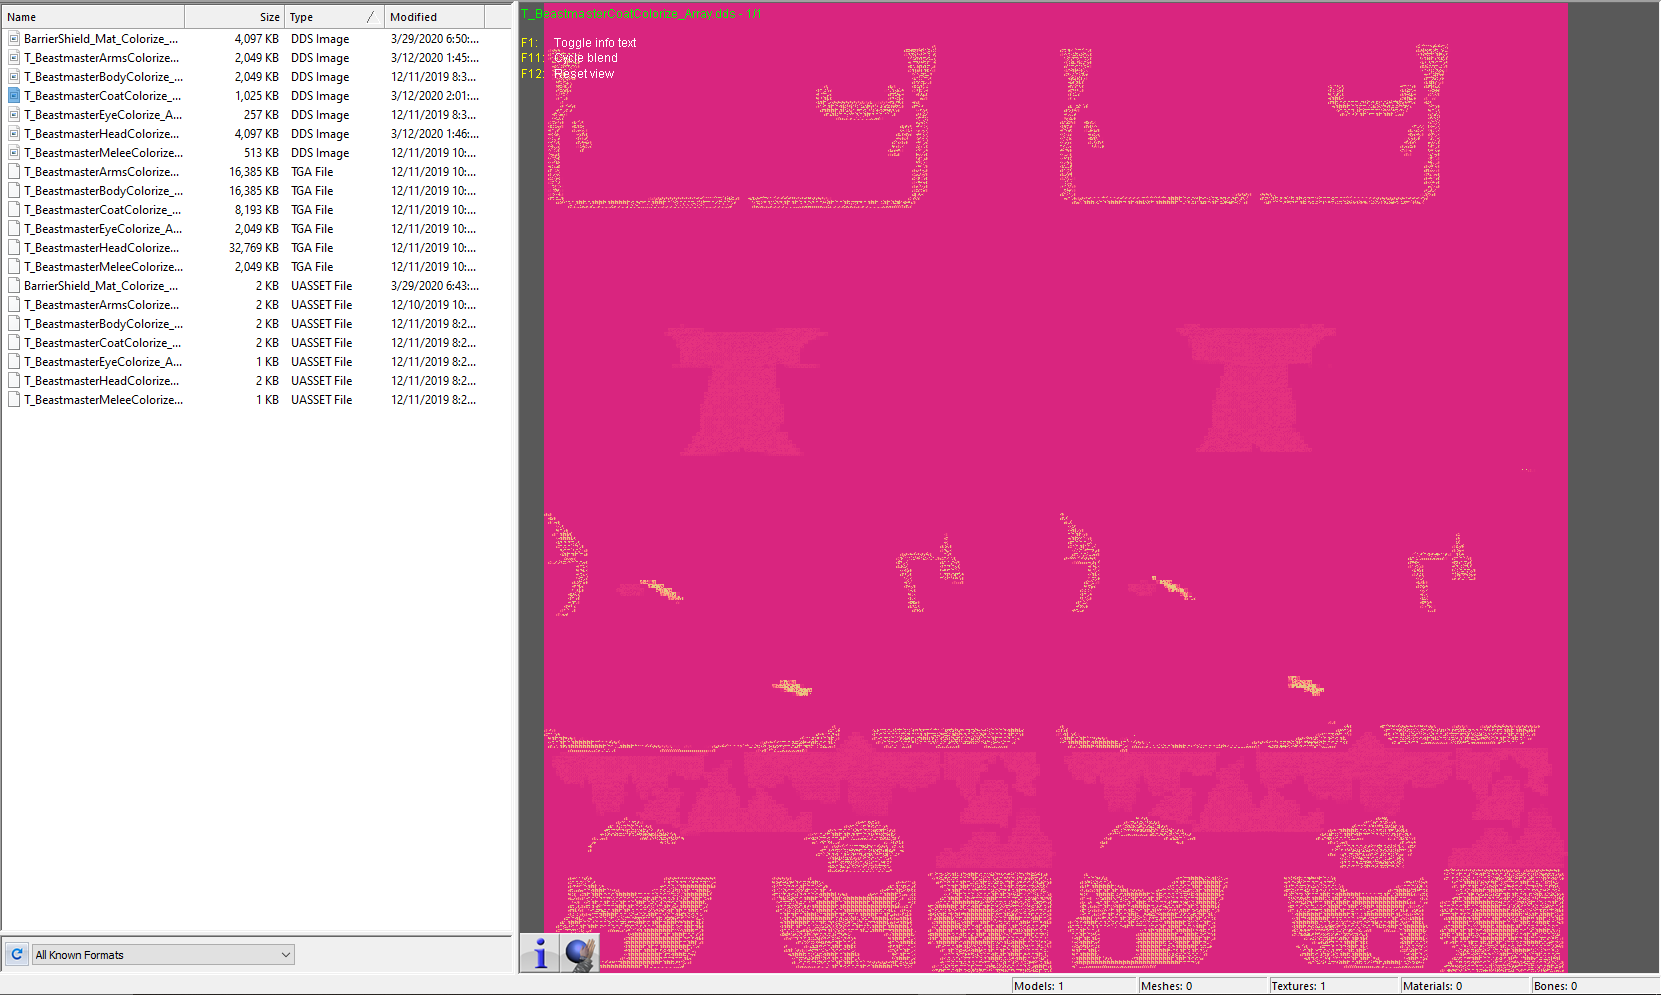 Name Size Type Modified
BarrierShield_Mat_Colorize_... 4,097 KB DDS Image 3/29/2020 6:50:...
T_BeastmasterArmsColorize... 2,049 KB DDS Image 3/12/2020 1:45:...
T_BeastmasterBodyColorize_... 2,049 KB DDS Image 12/11/2019 8:3...
T_BeastmasterCoatColorize_... 1,025 KB DDS Image 3/12/2020 2:01:...
T_BeastmasterEyeColorize_A... 257 KB DDS Image 12/11/2019 8:3...
T_BeastmasterHeadColorize... 4,097 KB DDS Image 3/12/2020 1:46:...
T_BeastmasterMeleeColorize... 513 KB DDS Image 12/11/2019 10:...
T_BeastmasterArmsColorize... 16,385 KB TGA File 12/11/2019 10:...
T_BeastmasterBodyColorize_... 16,385 KB TGA File 12/11/2019 10:...
T_BeastmasterCoatColorize_... 8,193 KB TGA File 12/11/2019 10:...
T_BeastmasterEyeColorize_A... 2,049 KB TGA File 12/11/2019 10:...
T_BeastmasterHeadColorize... 32,769 KB TGA File 12/11/2019 10:...
T_BeastmasterMeleeColorize... 2,049 KB TGA File 12/11/2019 10:...
BarrierShield_Mat_Colorize_... 2 KB UASSET File 3/29/2020 6:43:...
T_BeastmasterArmsColorize... 2 KB UASSET File 12/10/2019 10:...
T_BeastmasterBodyColorize_... 2 KB UASSET File 12/11/2019 8:2...
T_BeastmasterCoatColorize_... 2 KB UASSET File 12/11/2019 8:2...
T_BeastmasterEyeColorize_A... 1 KB UASSET File 12/11/2019 8:2...
T_BeastmasterHeadColorize... 2 KB UASSET File 12/11/2019 8:2...
T_BeastmasterMeleeColorize... 1 KB UASSET File 12/11/2019 8:2...
All Known Formats
T_BeastmasterCoatColorize_Array.dds - 1/1
F1: Toggle info text
F11: Cycle blend
F12: Reset view
Models: 1 Meshes: 0 Textures: 1 Materials: 0 Bones: 0